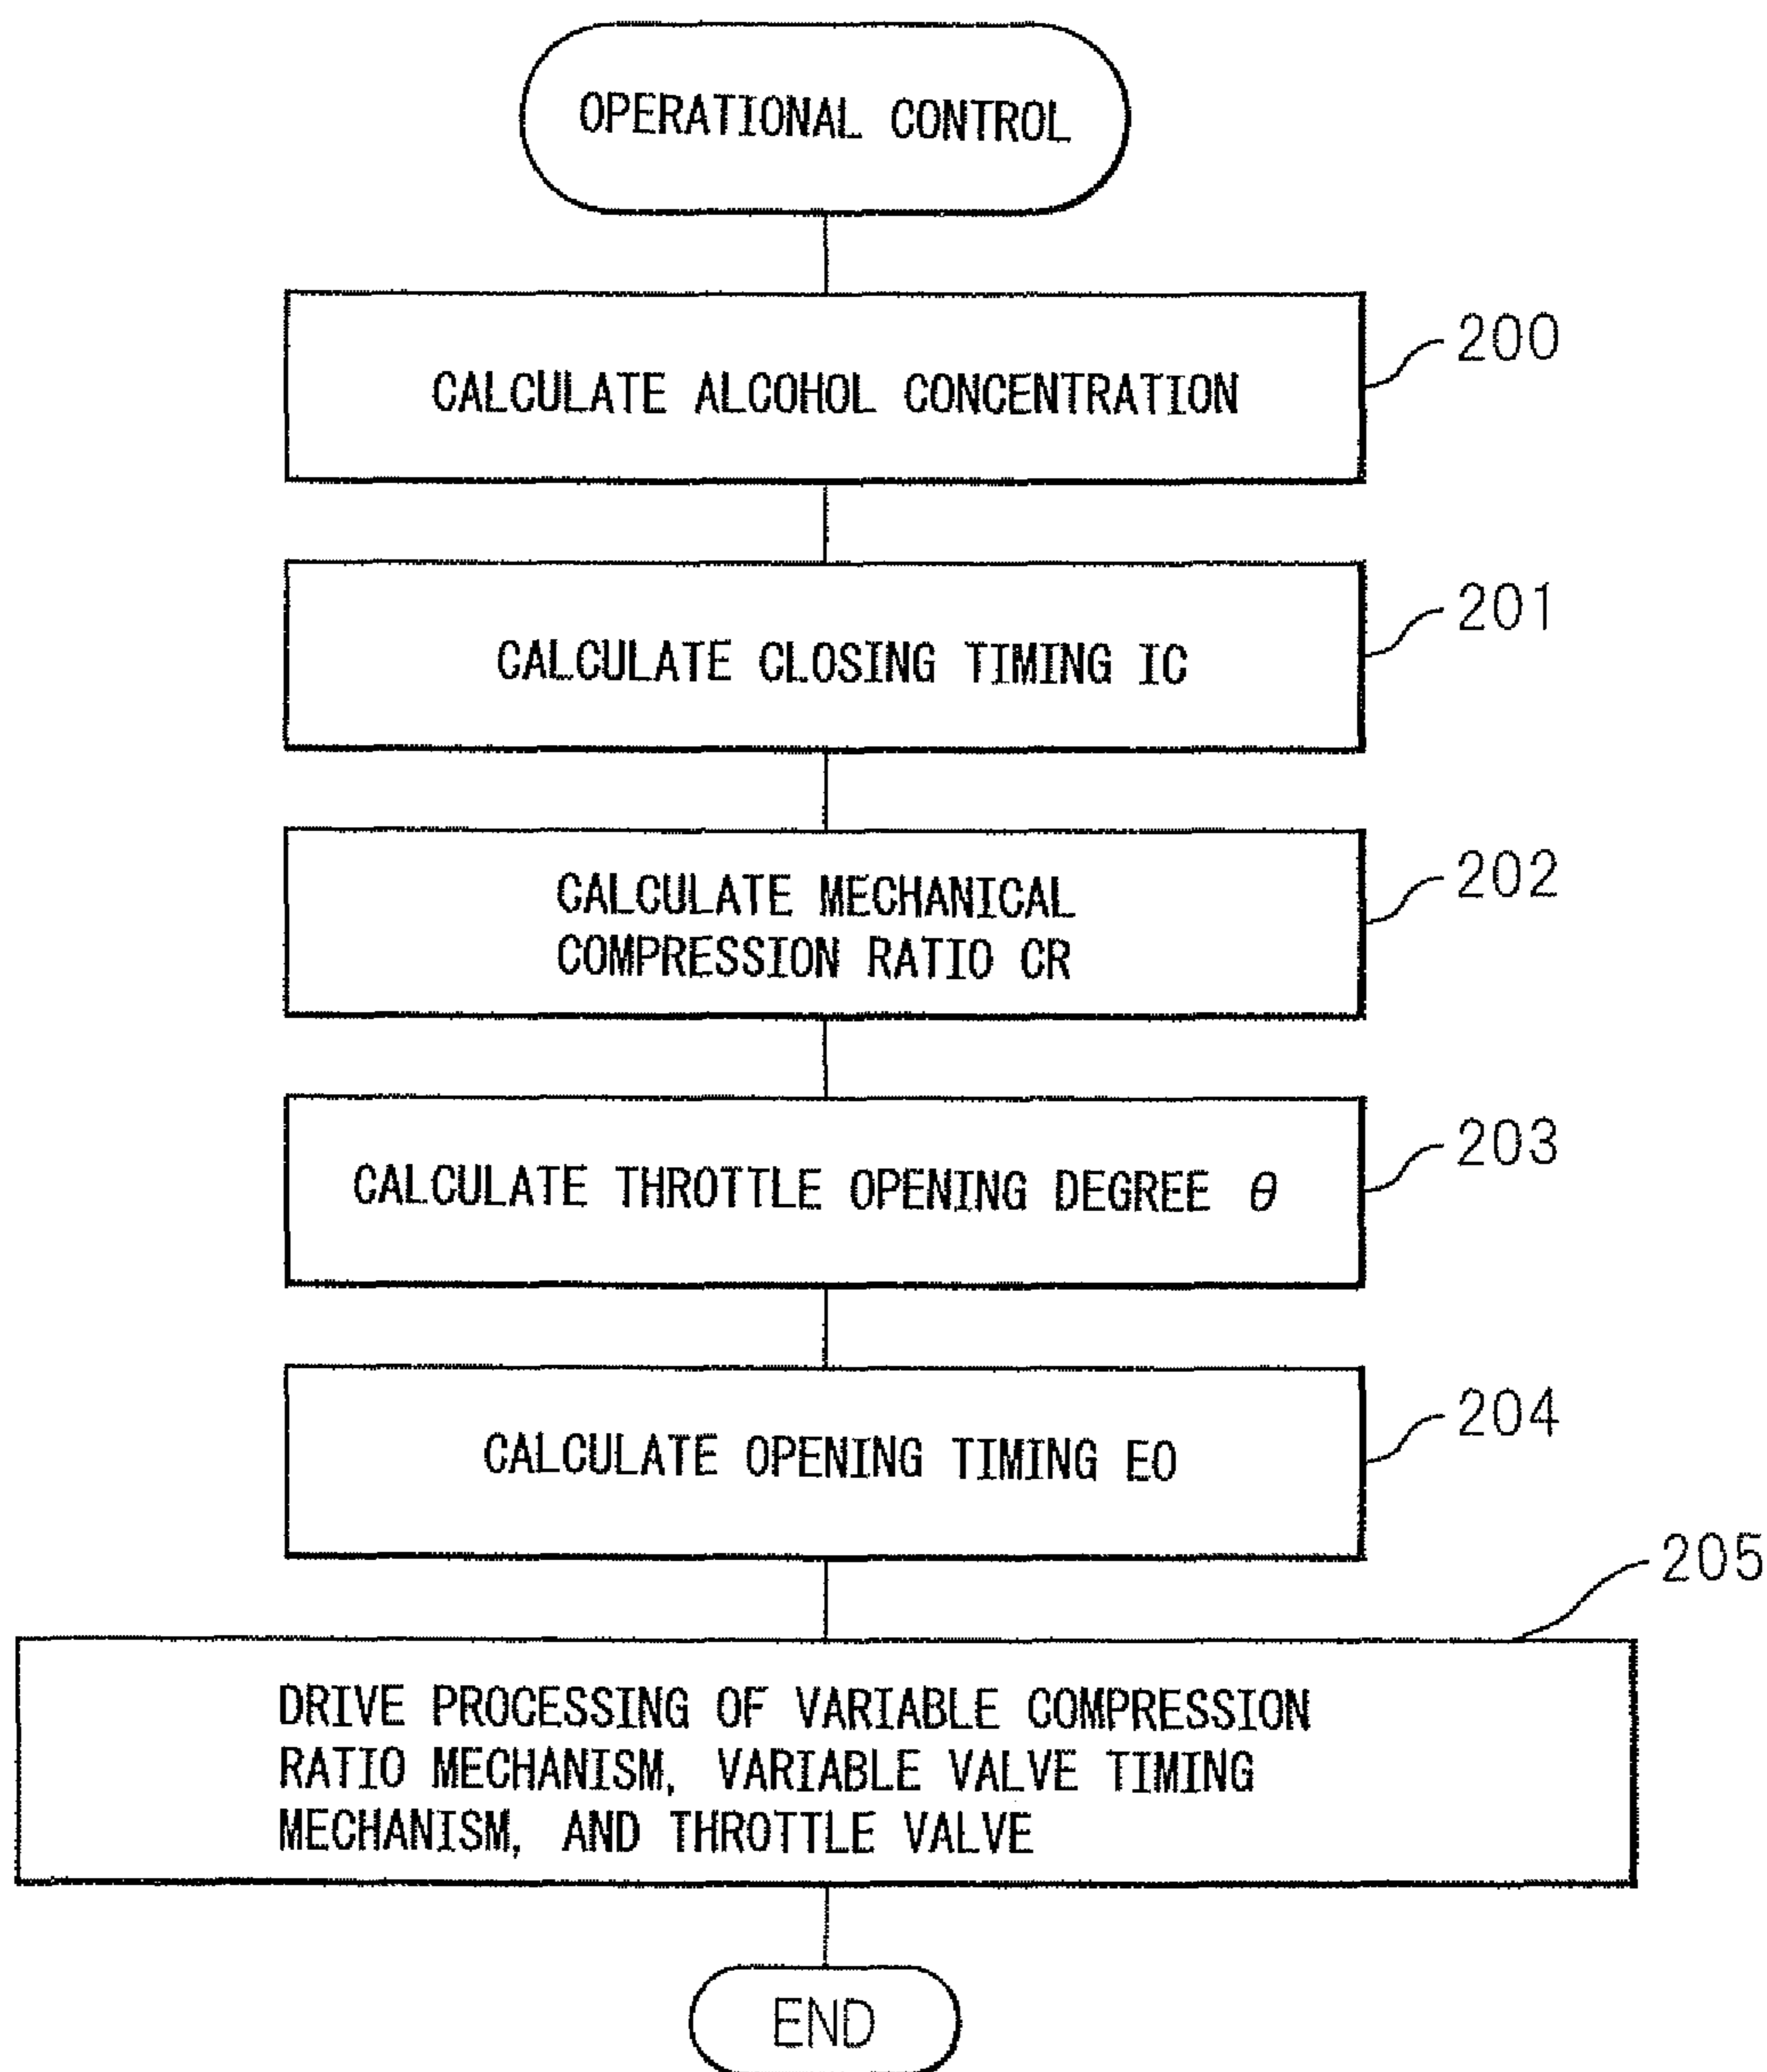 OPERATIONAL CONTROL
CALCULATE ALCOHOL CONCENTRATION
200
CALCULATE CLOSING TIMING IC
201
CALCULATE MECHANICAL
COMPRESSION RATIO CR
202
CALCULATE THROTTLE OPENING DEGREE θ
203
CALCULATE OPENING TIMING EO
204
205
DRIVE PROCESSING OF VARIABLE COMPRESSION
RATIO MECHANISM, VARIABLE VALVE TIMING
MECHANISM, AND THROTTLE VALVE
END